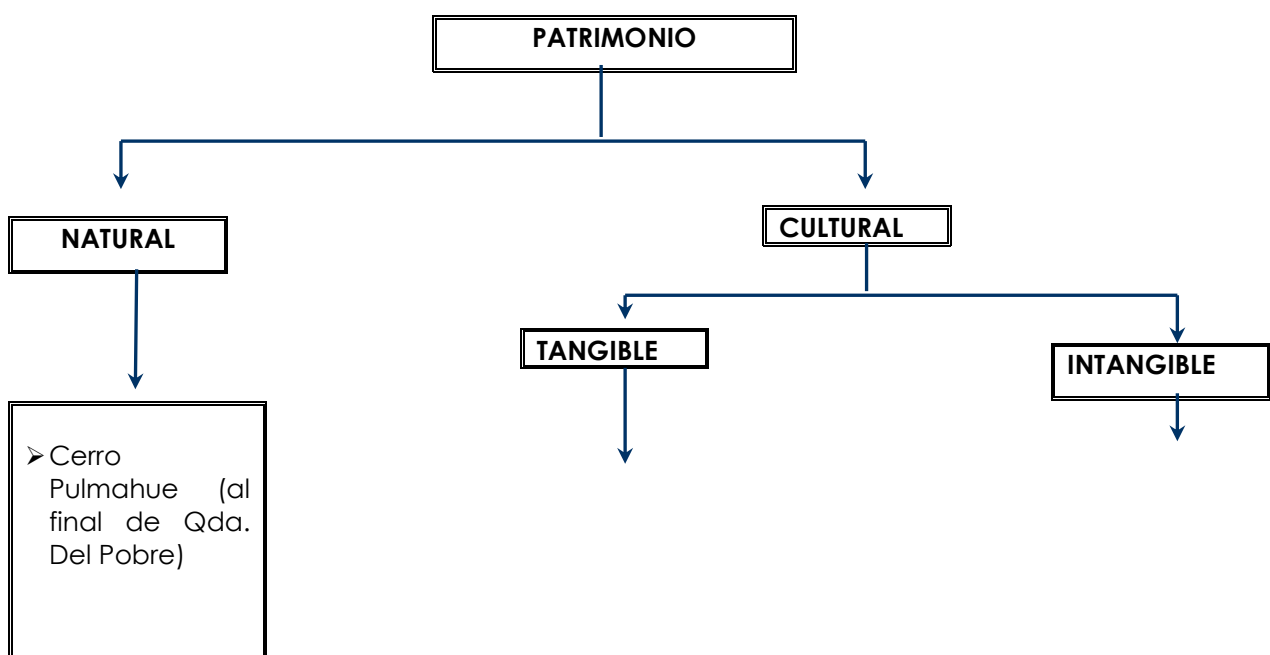 PATRIMONIO
NATURAL
CULTURAL
TANGIBLE
INTANGIBLE
➢ Cerro
Pulmahue (al
final de Qda.
Del Pobre)